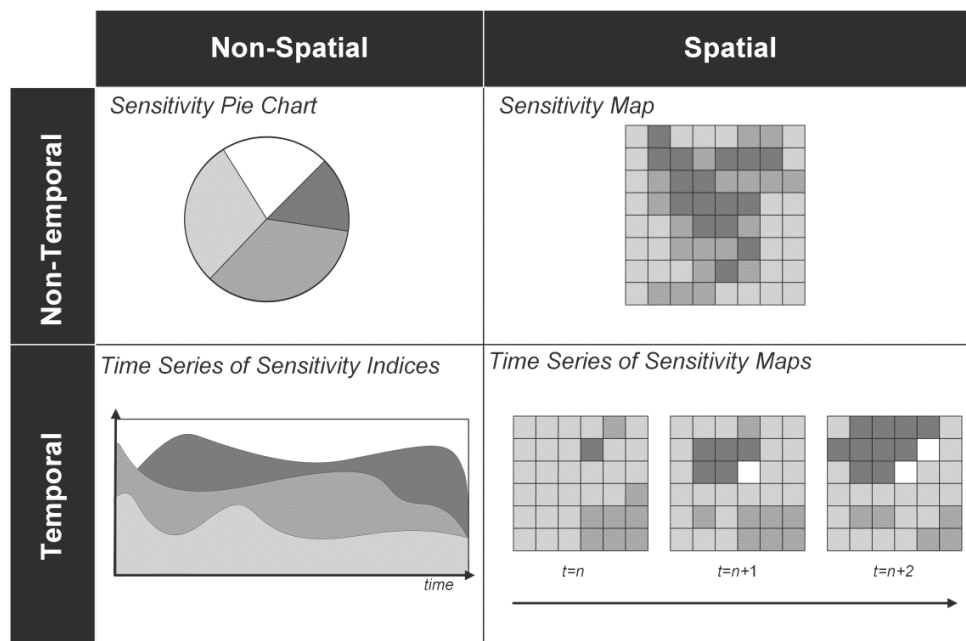 Non-Spatial
Spatial
Non-Temporal
Sensitivity Pie Chart
Sensitivity Map
Temporal
Time Series of Sensitivity Indices
Time Series of Sensitivity Maps
time
t=n
t=n+1
t=n+2